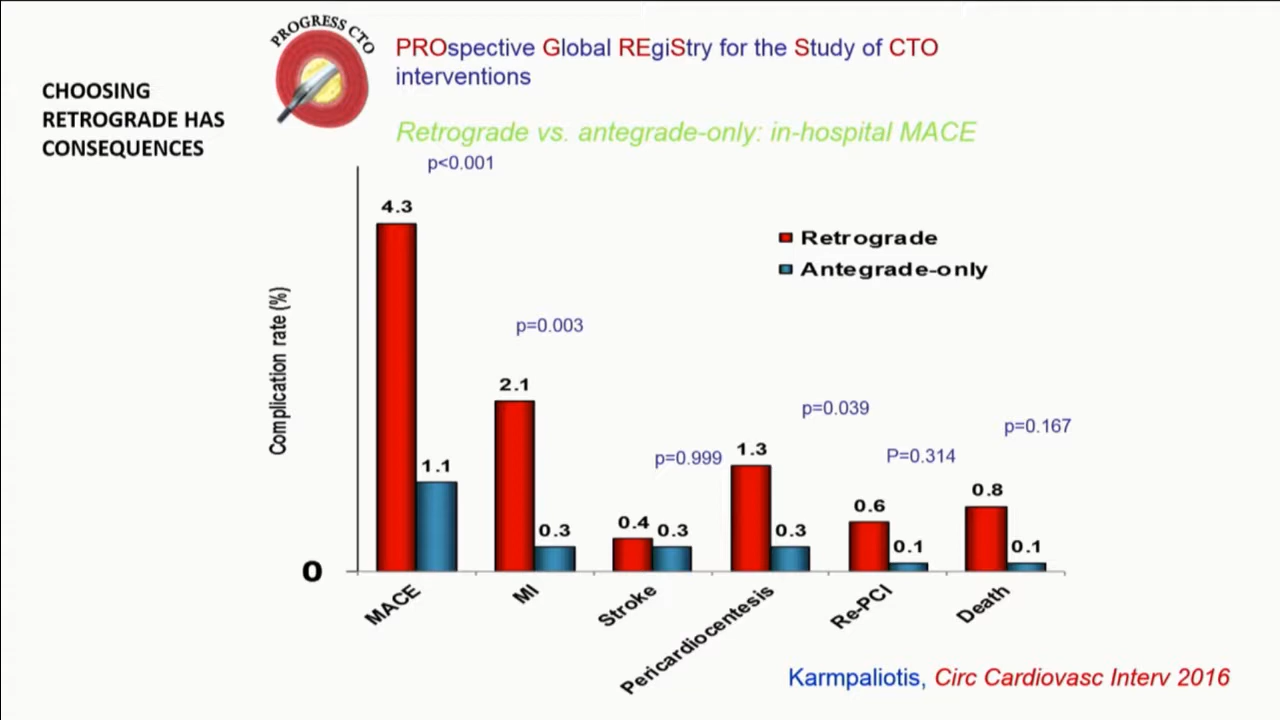 PROGRESS CTO
PROspective Global REgiStry for the Study of CTO
interventions
CHOOSING
RETROGRADE HAS
CONSEQUENCES
Retrograde vs. antegrade-only: in-hospital MACE
p<0.001
4.3
Retrograde
Antegrade-only
p=0.003
2.1
p=0.039
p=0.167
1.3
p=0.999
P=0.314
1.1
0.8
0.6
0.4
0.3
0.3
0.3
0.1
0.1
Complication rate (%)
0
MACE
MI
Stroke
Pericardiocentesis
Re-PCI
Death
Karmpaliotis, Circ Cardiovasc Interv 2016